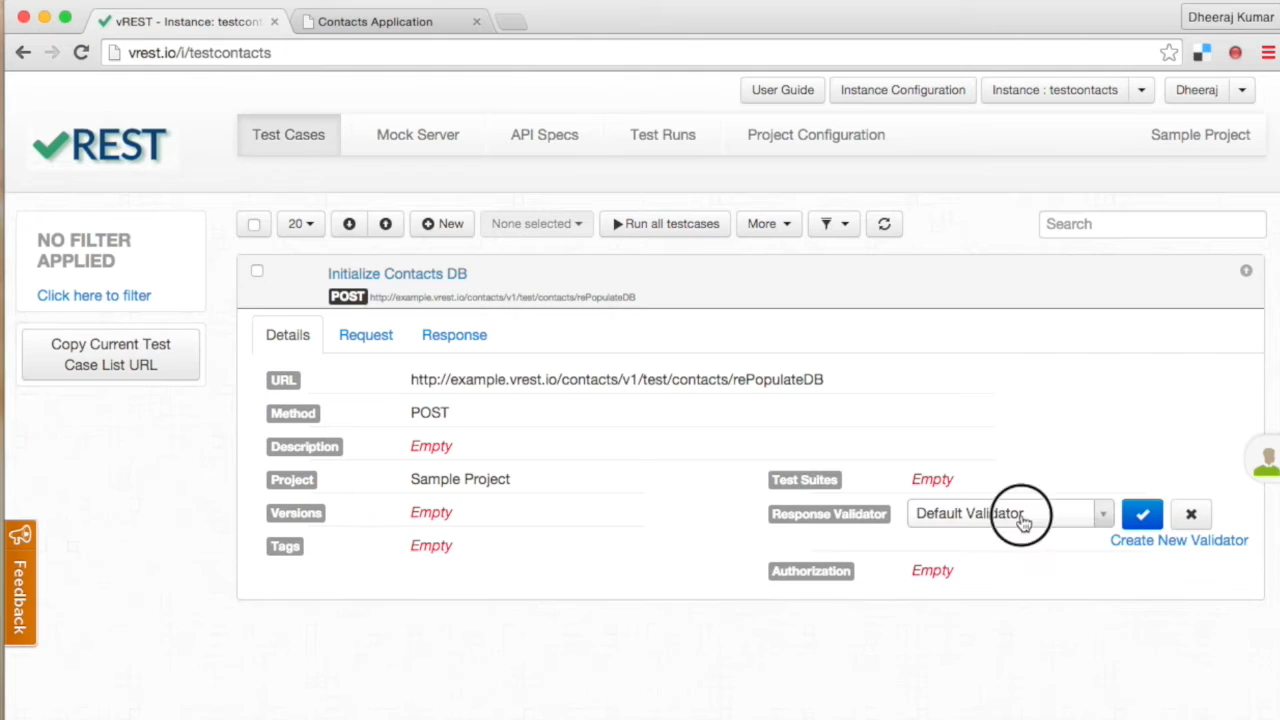 vREST - Instance: testcont
Contacts Application
Dheeraj Kumar
vrest.io/i/testcontacts
User Guide
Instance Configuration
Instance : testcontacts
Dheeraj
vREST
Test Cases
Mock Server
API Specs
Test Runs
Project Configuration
Sample Project
NO FILTER
APPLIED
Click here to filter
Copy Current Test
Case List URL
20
New
None selected
Run all testcases
More
Search
Initialize Contacts DB
POST http://example.vrest.io/contacts/v1/test/contacts/rePopulateDB
Details
Request
Response
URL http://example.vrest.io/contacts/v1/test/contacts/rePopulateDB
Method POST
Description Empty
Project Sample Project
Test Suites Empty
Versions Empty
Response Validator Default Validator
Create New Validator
Tags Empty
Authorization Empty
Feedback